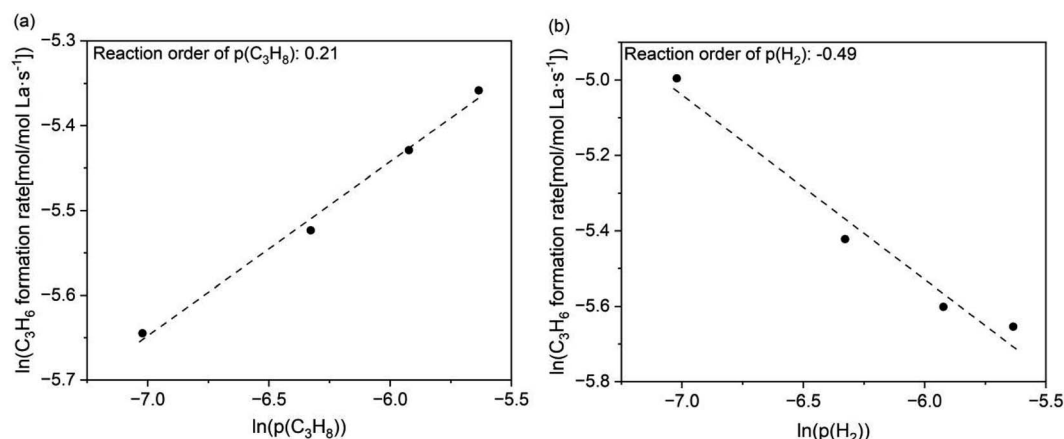 (a)
Reaction order of p(C₃H₈): 0.21
ln(C₃H₆ formation rate[mol/mol La·s⁻¹])
−5.3
−5.4
−5.5
−5.6
−5.7
−7.0 −6.5 −6.0 −5.5
ln(p(C₃H₈))
(b)
Reaction order of p(H₂): -0.49
ln(C₃H₆ formation rate[mol/mol La·s⁻¹])
−5.0
−5.2
−5.4
−5.6
−5.8
−7.0 −6.5 −6.0 −5.5
ln(p(H₂))